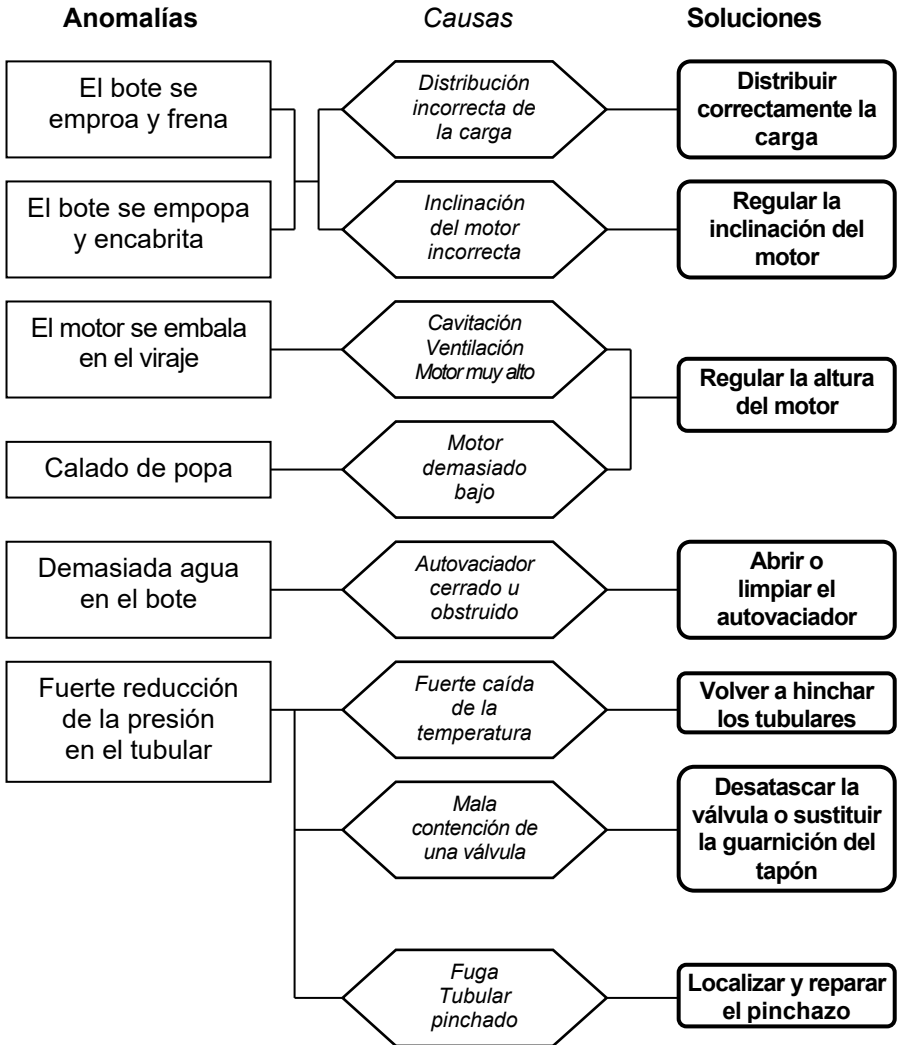 Anomalías
Causas
Soluciones
El bote se
emproa y frena
Distribución
incorrecta de
la carga
Distribuir
correctamente la
carga
El bote se empopa
y encabrita
Inclinación
del motor
incorrecta
Regular la
inclinación del
motor
El motor se embala
en el viraje
Cavitación
Ventilación
Motor muy alto
Regular la altura
del motor
Calado de popa
Motor
demasiado
bajo
Demasiada agua
en el bote
Autovaciador
cerrado u
obstruido
Abrir o
limpiar el
autovaciador
Fuerte reducción
de la presión
en el tubular
Fuerte caída
de la
temperatura
Volver a hinchar
los tubulares
Mala
contención de
una válvula
Desatascar la
válvula o sustituir
la guarnición del
tapón
Fuga
Tubular
pinchado
Localizar y reparar
el pinchazo